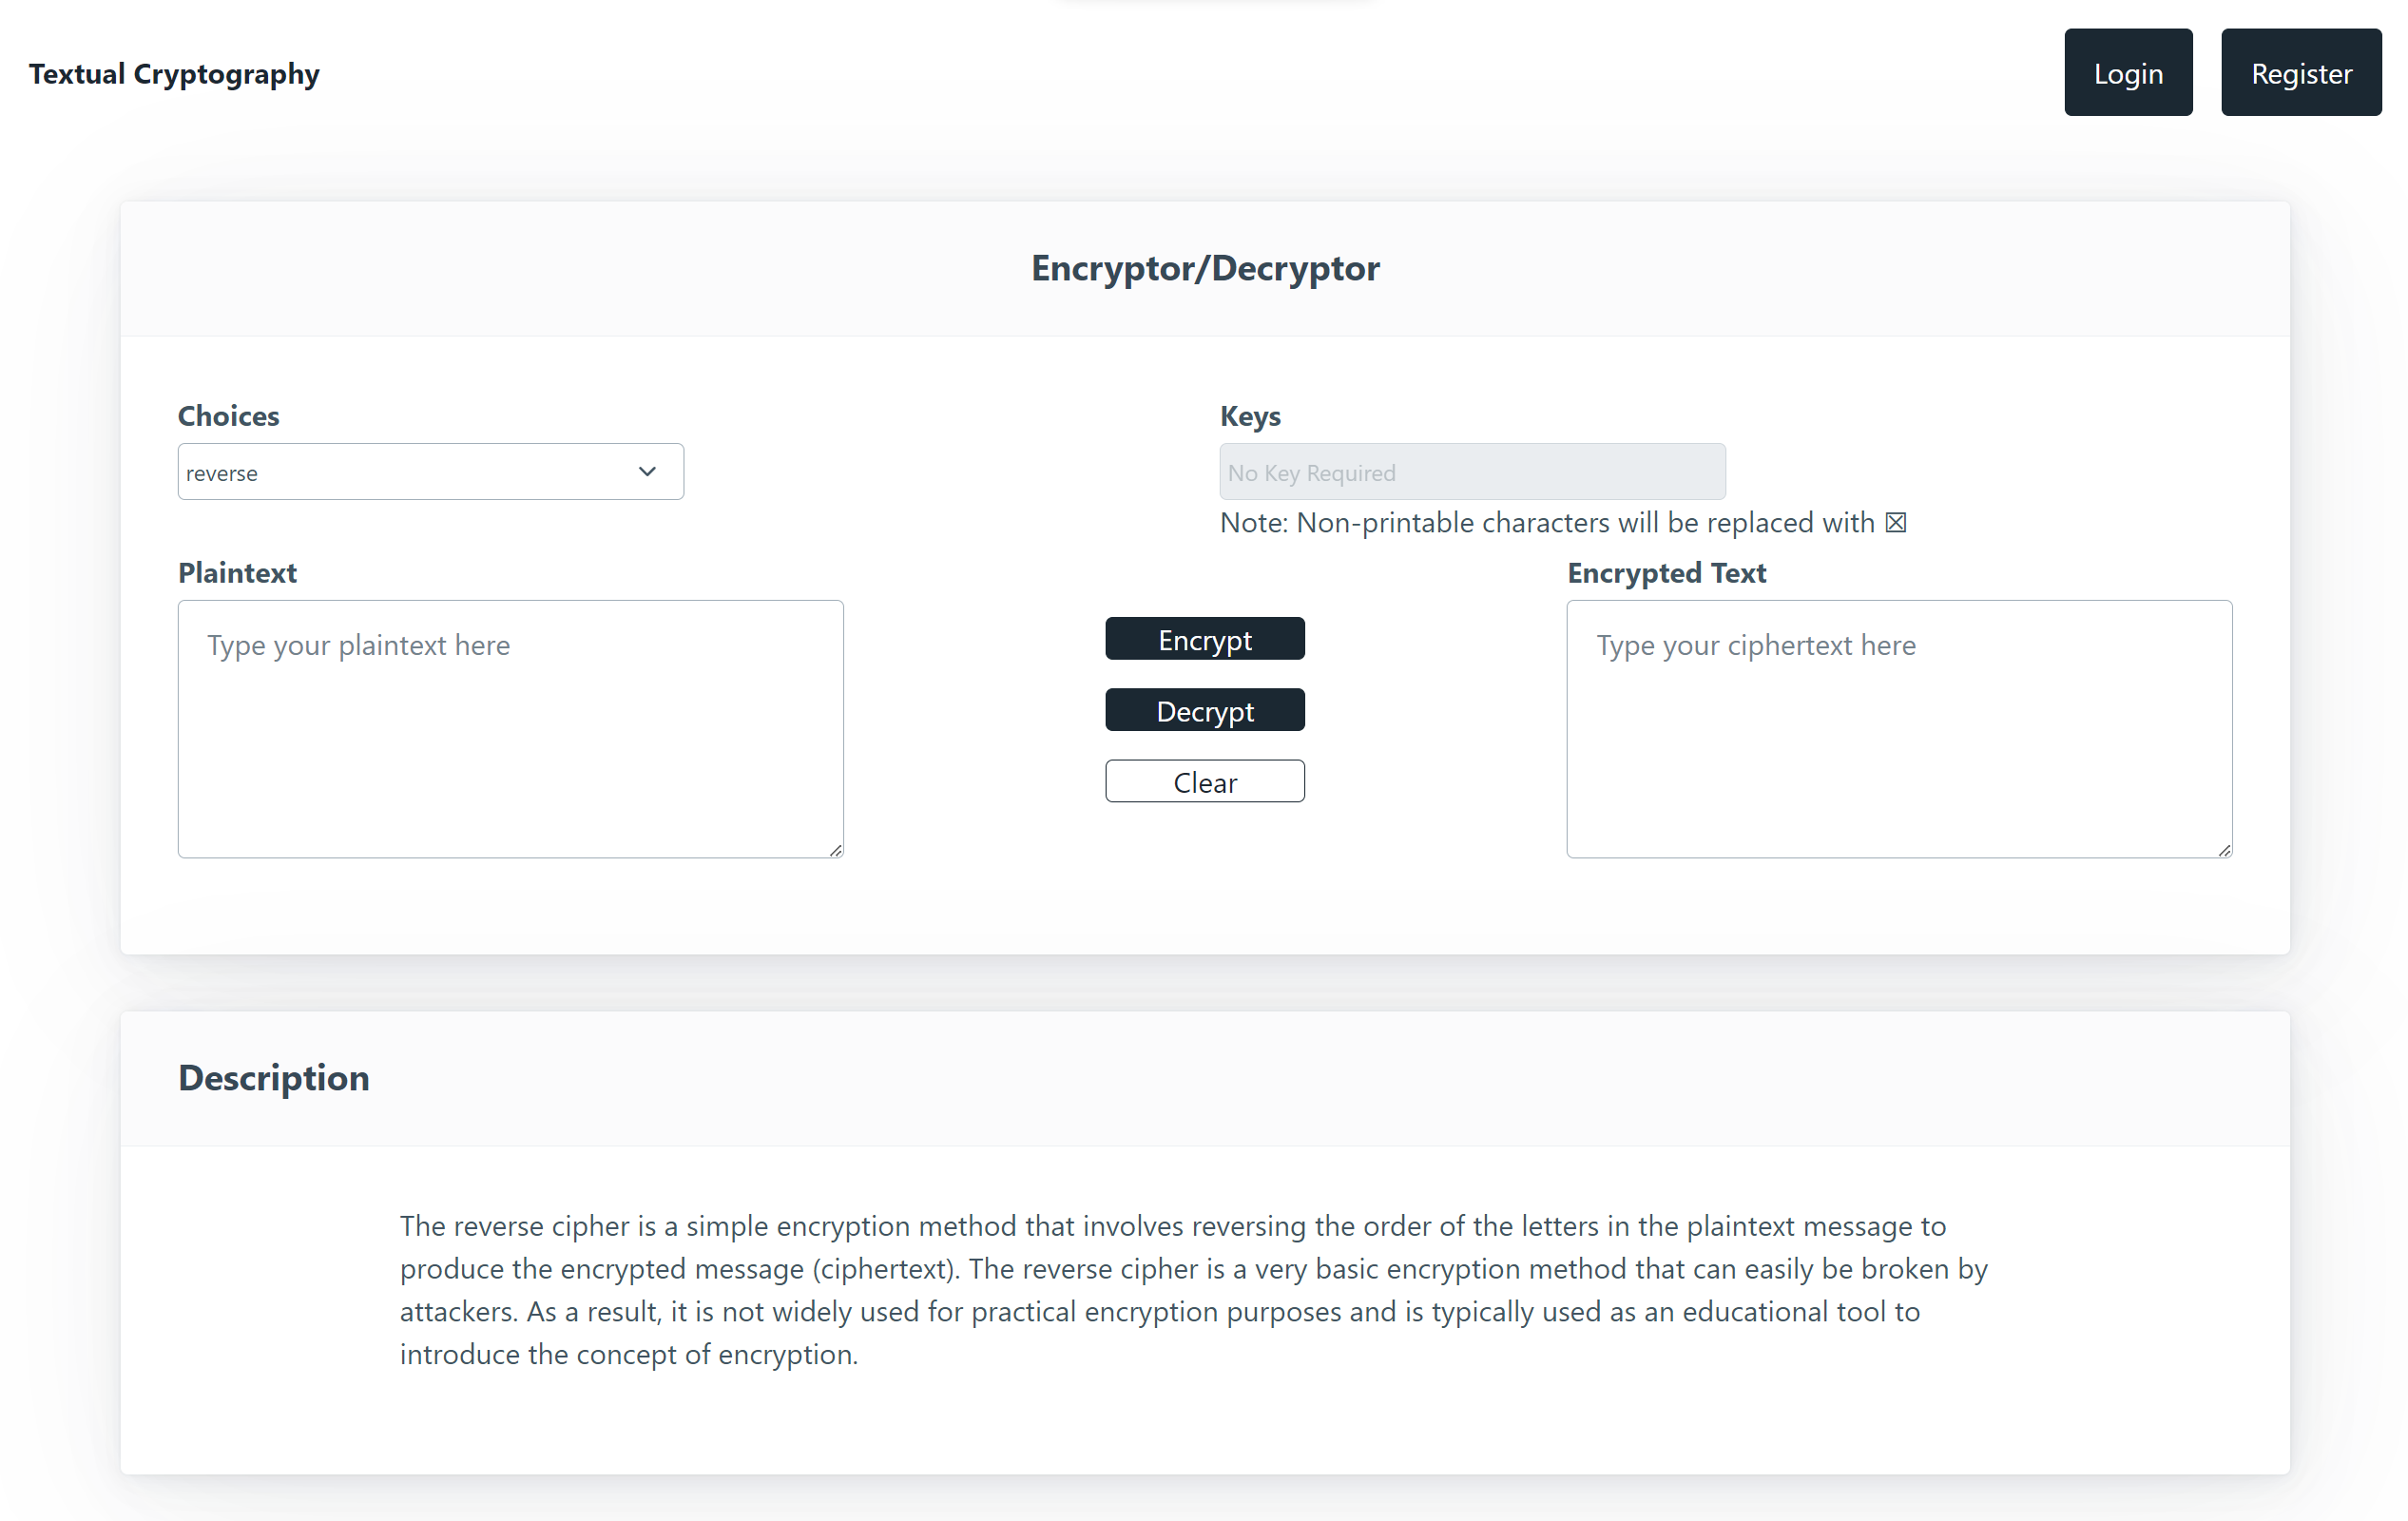 Textual Cryptography
Login
Register
Encryptor/Decryptor
Choices
Keys
reverse
No Key Required
Note: Non-printable characters will be replaced with ☒
Plaintext
Encrypted Text
Type your plaintext here
Encrypt
Type your ciphertext here
Decrypt
Clear
Description
The reverse cipher is a simple encryption method that involves reversing the order of the letters in the plaintext message to
produce the encrypted message (ciphertext). The reverse cipher is a very basic encryption method that can easily be broken by
attackers. As a result, it is not widely used for practical encryption purposes and is typically used as an educational tool to
introduce the concept of encryption.